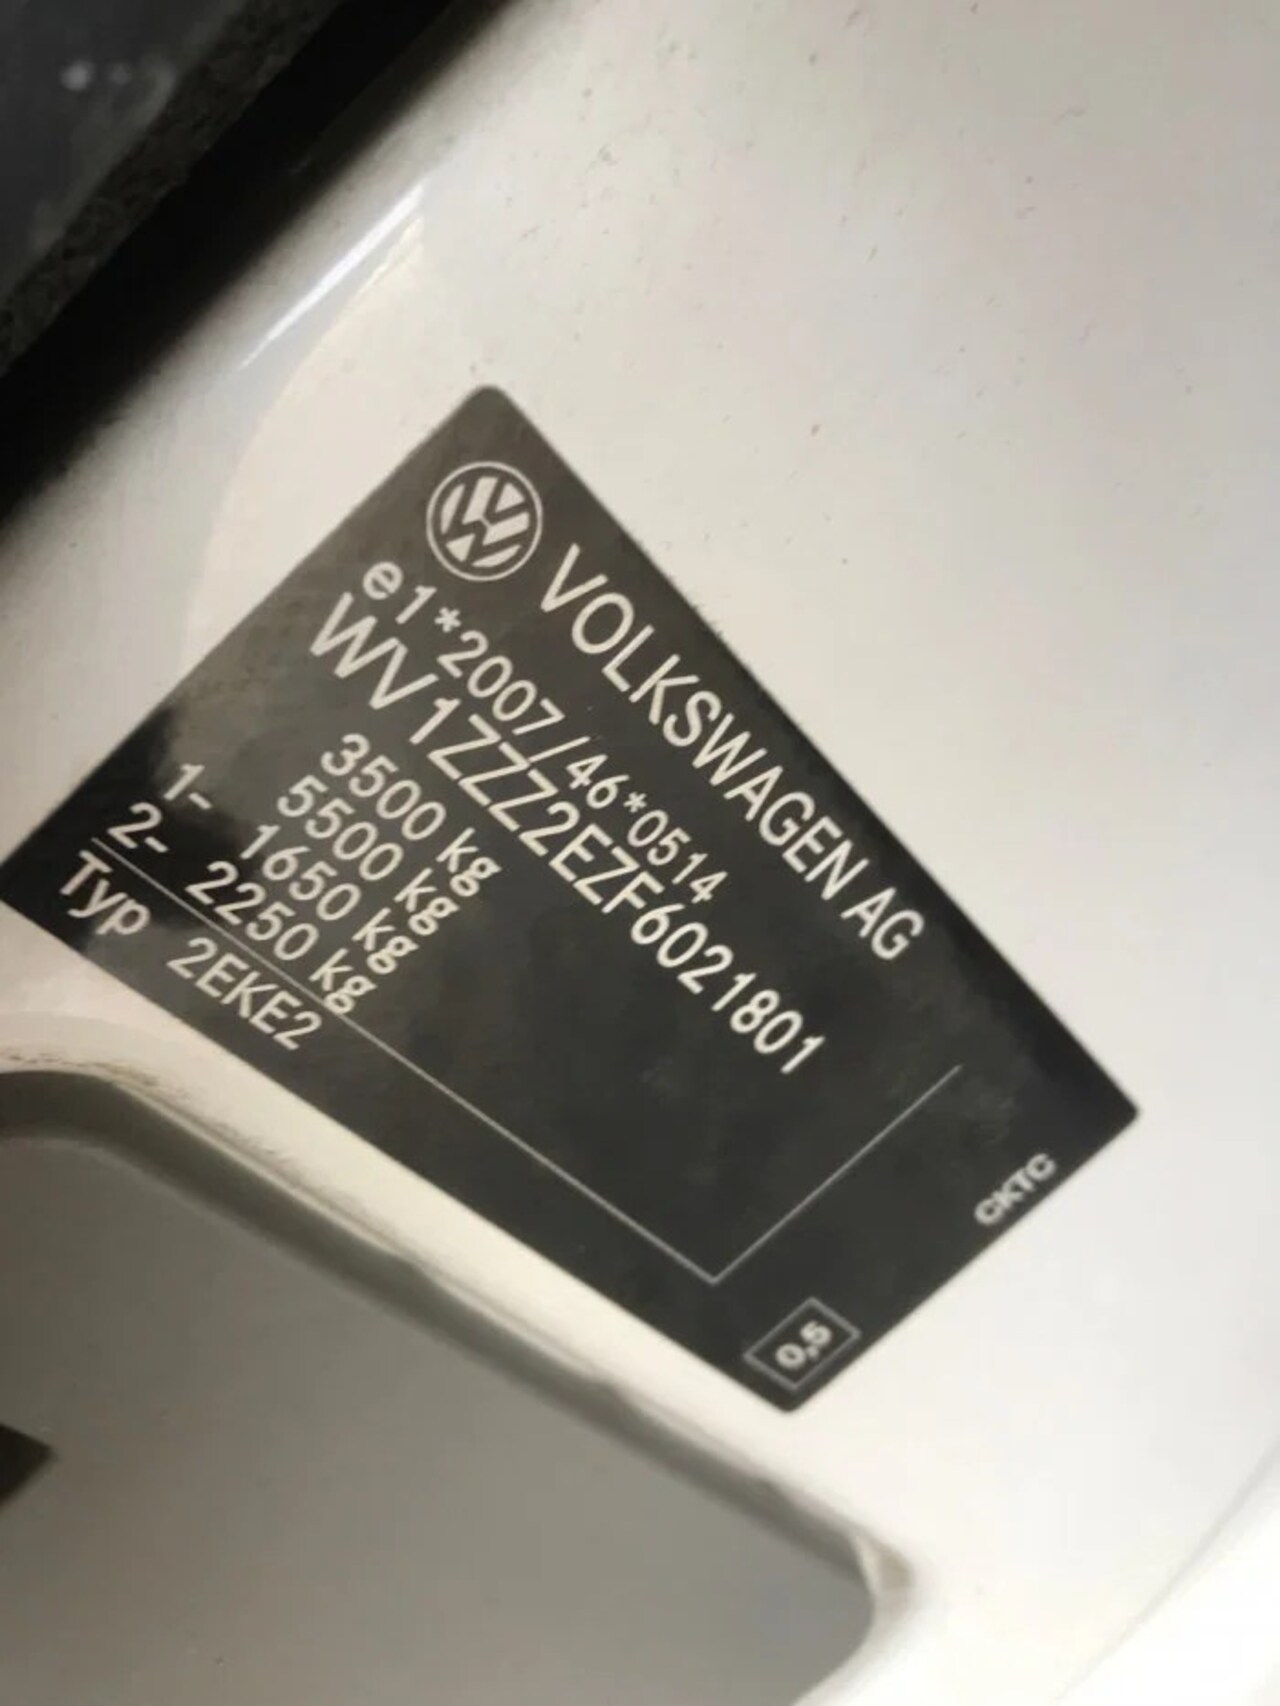 VOLKSWAGEN AG
e1*2007/46*0514
WV1ZZZ2EZF6021801
3500 kg
5500 kg
1- 1650 kg
2- 2250 kg
Typ 2EKE2
0,5
CKTC